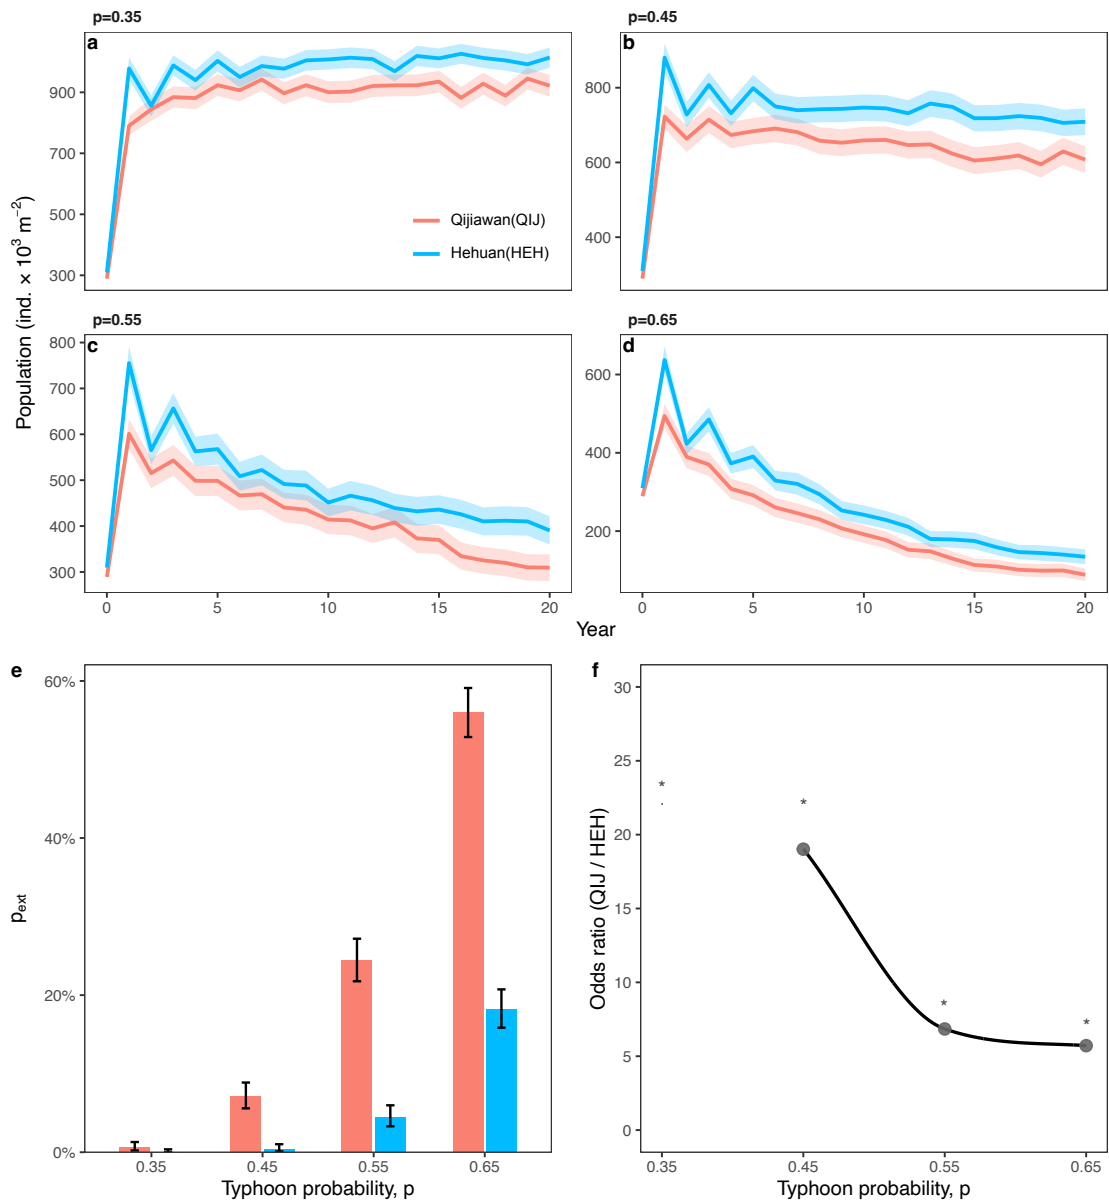 p=0.35
p=0.45
a
b
900
700
500
300
800
600
400
Qijiawan(QIJ)
Hehuan(HEH)
Population (ind. × 10³ m⁻²)
p=0.55
p=0.65
c
d
800
700
600
500
400
300
600
400
200
0
5
10
15
20
0
5
10
15
20
Year
e
f
60%
40%
20%
0%
pext
0.35
0.45
0.55
0.65
Typhoon probability, p
30
25
20
15
10
5
0
Odds ratio (QIJ / HEH)
*
*
*
*
0.35
0.45
0.55
0.65
Typhoon probability, p